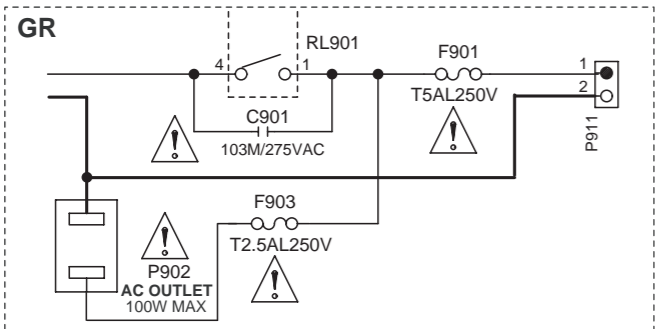 GR
RL901
4
1
F901
T5AL250V
1
2
P911
C901
103M/275VAC
!
!
F903
T2.5AL250V
!
!
P902
AC OUTLET
100W MAX